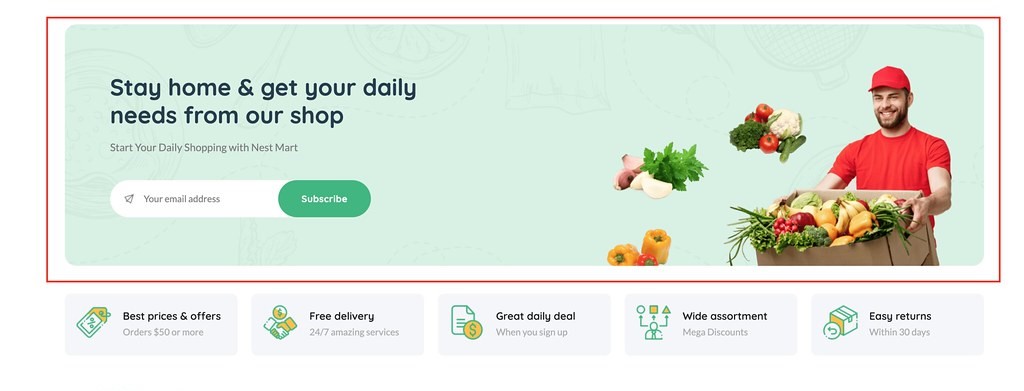 Stay home & get your daily
needs from our shop
Start Your Daily Shopping with Nest Mart
Your email address
Subscribe
Best prices & offers
Orders $50 or more
Free delivery
24/7 amazing services
Great daily deal
When you sign up
Wide assortment
Mega Discounts
Easy returns
Within 30 days